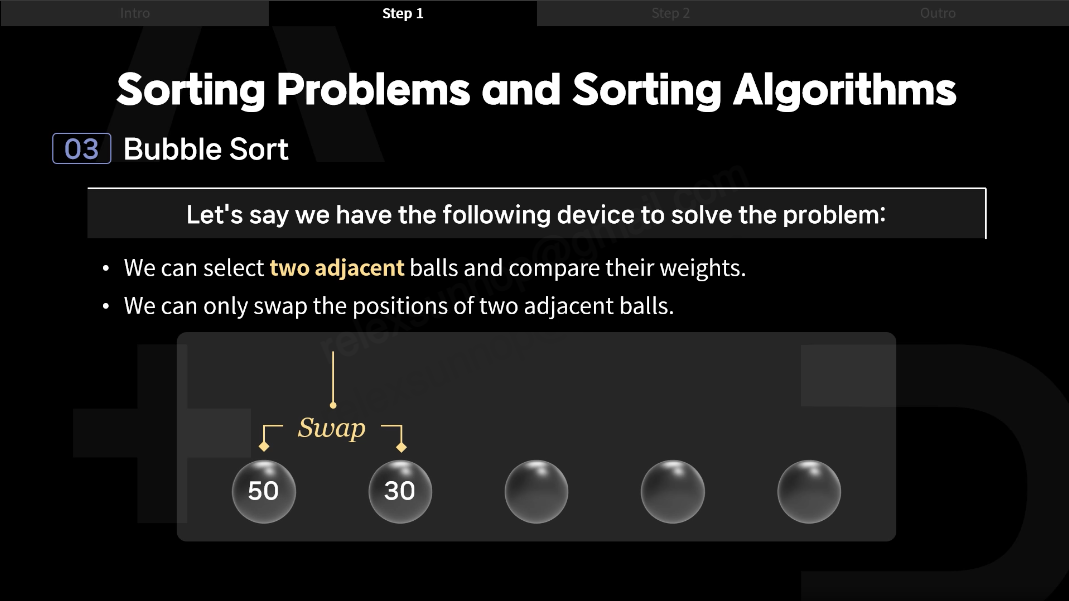 Intro
Step 1
Step 2
Outro
Sorting Problems and Sorting Algorithms
03 Bubble Sort
Let's say we have the following device to solve the problem:
• We can select two adjacent balls and compare their weights.
• We can only swap the positions of two adjacent balls.
Swap
50
30